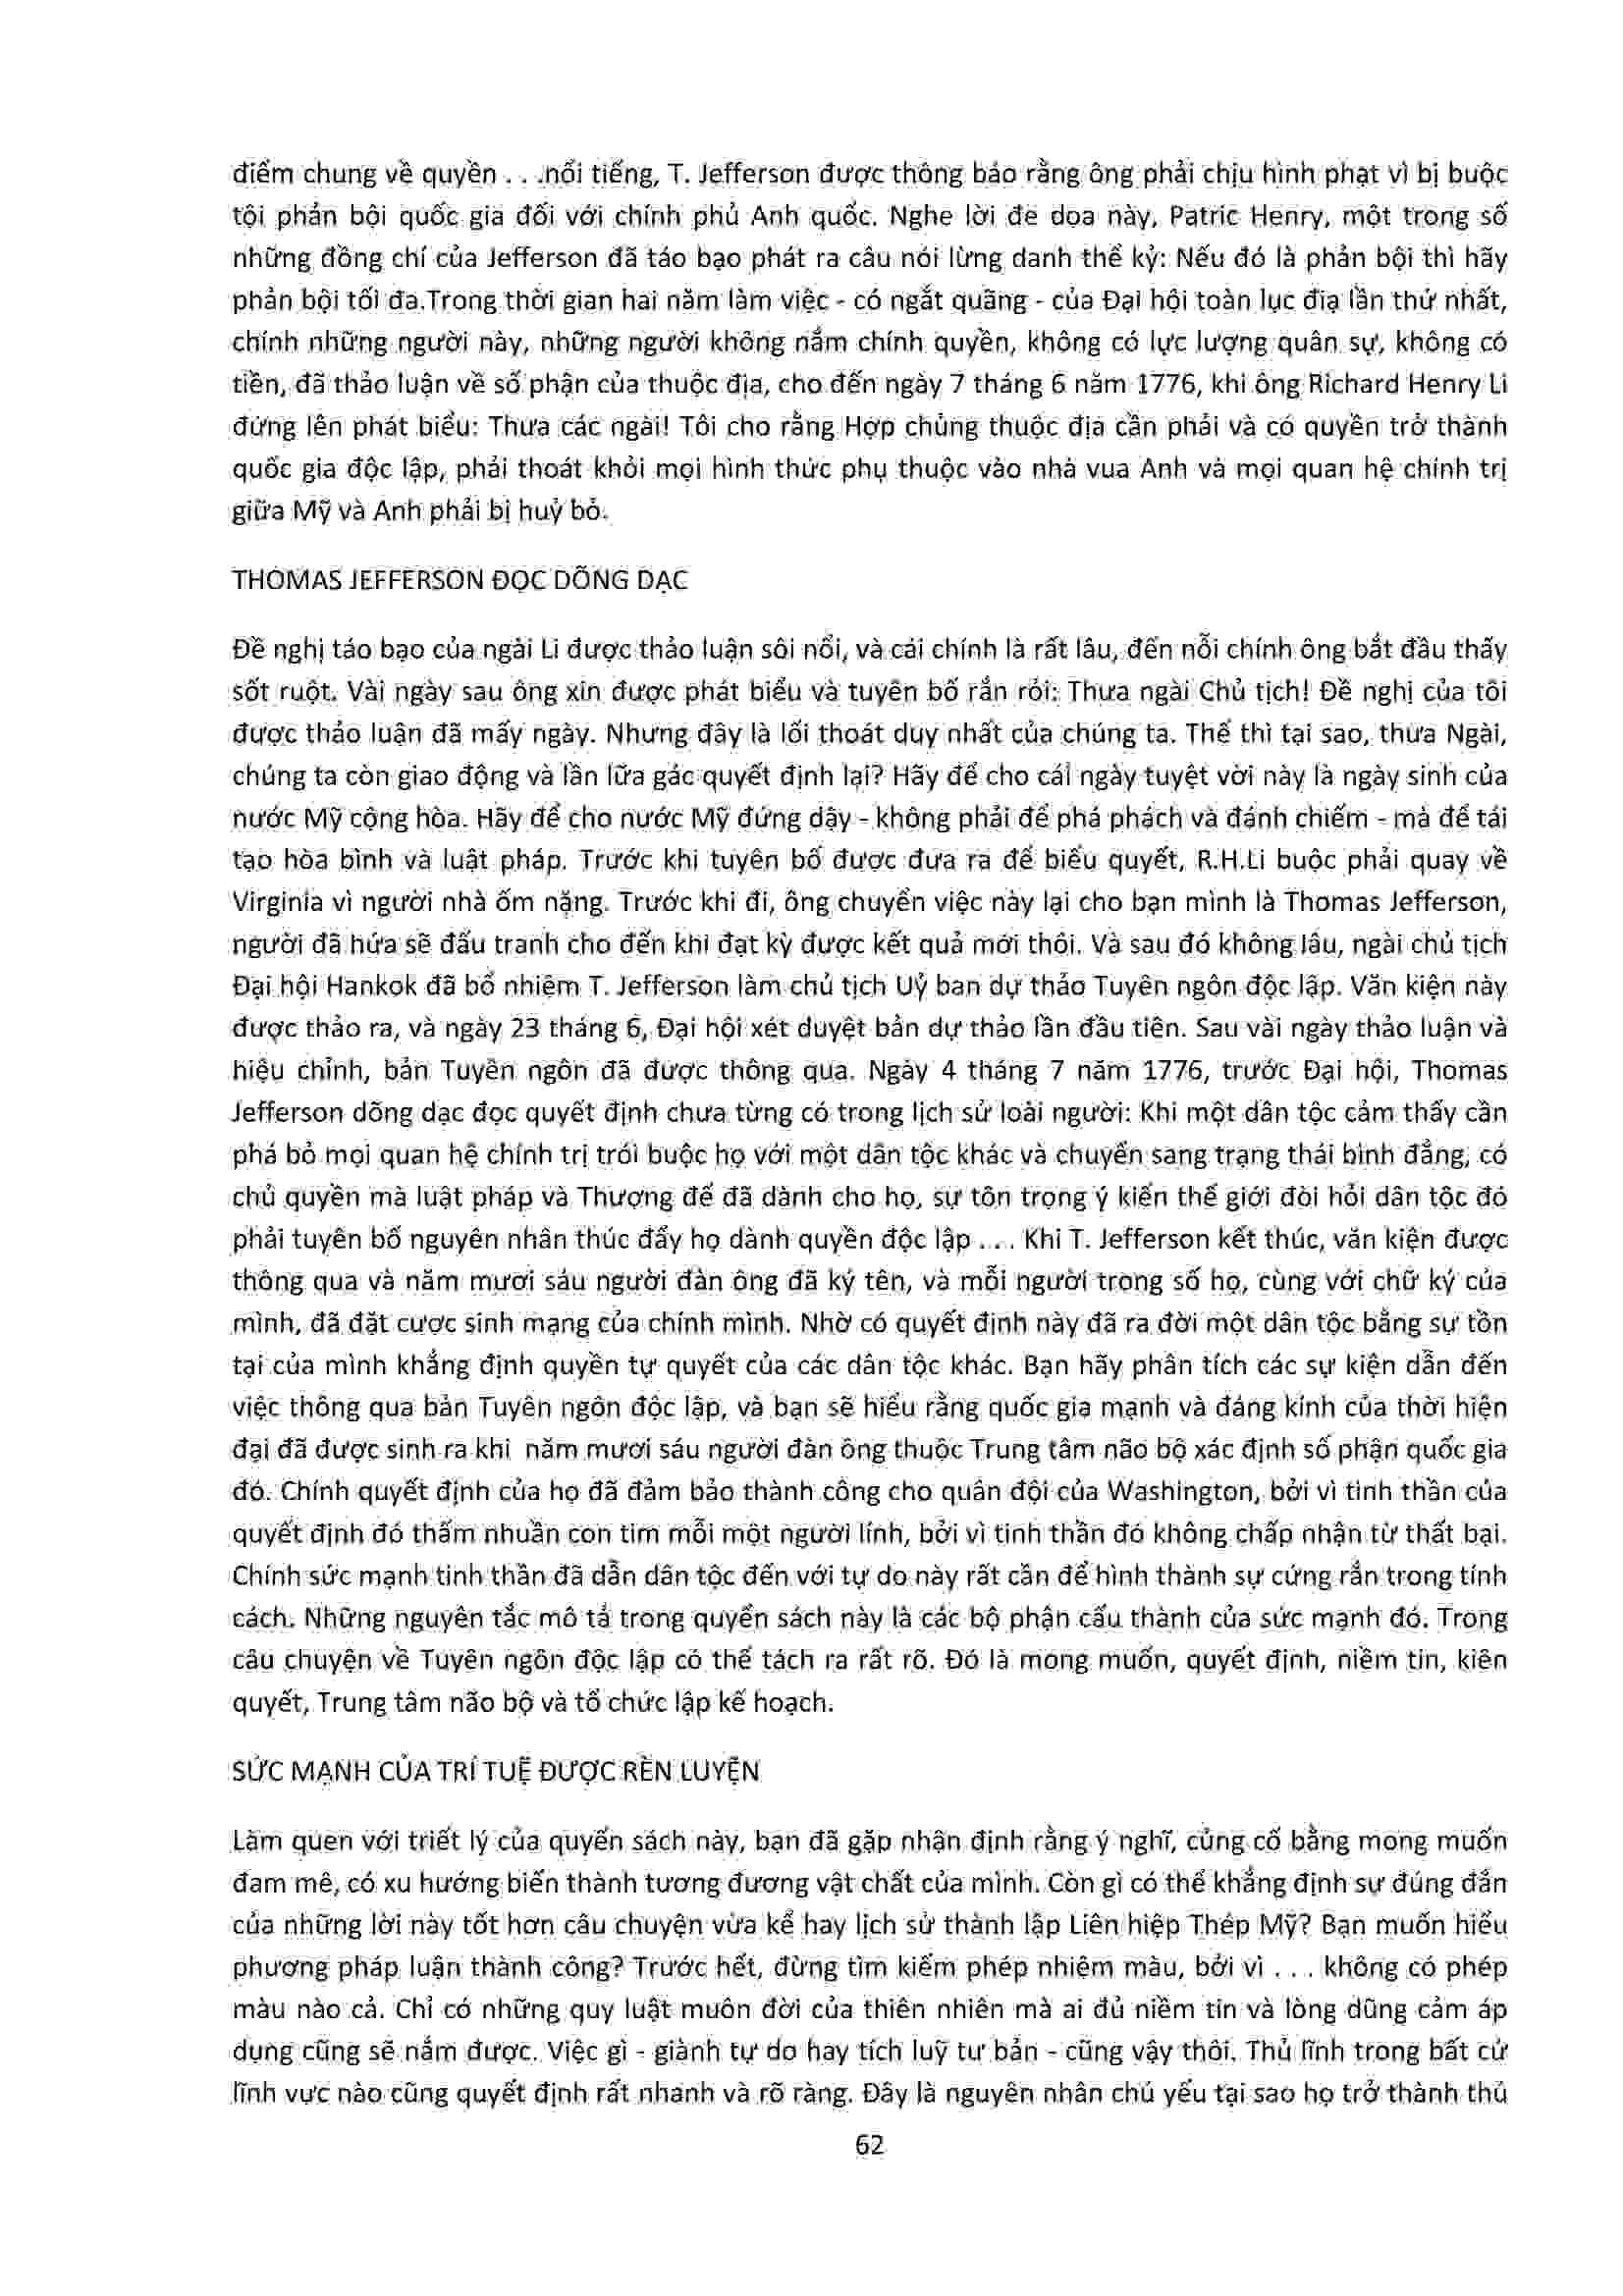 điểm chung về quyền . . .nổi tiếng, T. Jefferson được thông báo rằng ông phải chịu hình phạt vì bị buộc
tội phản bội quốc gia đối với chính phủ Anh quốc. Nghe lời đe dọa này, Patric Henry, một trong số
những đồng chí của Jefferson đã táo bạo phát ra câu nói lừng danh thế kỷ: Nếu đó là phản bội thì hãy
phản bội tối đa.Trong thời gian hai năm làm việc - có ngắt quãng - của Đại hội toàn lục địa lần thứ nhất,
chính những người này, những người không nắm chính quyền, không có lực lượng quân sự, không có
tiền, đã thảo luận về số phận của thuộc địa, cho đến ngày 7 tháng 6 năm 1776, khi ông Richard Henry Li
đứng lên phát biểu: Thưa các ngài! Tôi cho rằng Hợp chủng thuộc địa cần phải và có quyền trở thành
quốc gia độc lập, phải thoát khỏi mọi hình thức phụ thuộc vào nhà vua Anh và mọi quan hệ chính trị
giữa Mỹ và Anh phải bị huỷ bỏ.
THOMAS JEFFERSON ĐỌC DÕNG DẠC
Đề nghị táo bạo của ngài Li được thảo luận sôi nổi, và cái chính là rất lâu, đến nỗi chính ông bắt đầu thấy
sốt ruột. Vài ngày sau ông xin được phát biểu và tuyên bố rắn rỏi: Thưa ngài Chủ tịch! Đề nghị của tôi
được thảo luận đã mấy ngày. Nhưng đây là lối thoát duy nhất của chúng ta. Thế thì tại sao, thưa Ngài,
chúng ta còn giao động và lần lữa gác quyết định lại? Hãy để cho cái ngày tuyệt vời này là ngày sinh của
nước Mỹ cộng hòa. Hãy để cho nước Mỹ đứng dậy - không phải để phá phách và đánh chiếm - mà để tái
tạo hòa bình và luật pháp. Trước khi tuyên bố được đưa ra để biểu quyết, R.H.Li buộc phải quay về
Virginia vì người nhà ốm nặng. Trước khi đi, ông chuyển việc này lại cho bạn mình là Thomas Jefferson,
người đã hứa sẽ đấu tranh cho đến khi đạt kỳ được kết quả mới thôi. Và sau đó không lâu, ngài chủ tịch
Đại hội Hankok đã bổ nhiệm T. Jefferson làm chủ tịch Uỷ ban dự thảo Tuyên ngôn độc lập. Văn kiện này
được thảo ra, và ngày 23 tháng 6, Đại hội xét duyệt bản dự thảo lần đầu tiên. Sau vài ngày thảo luận và
hiệu chỉnh, bản Tuyên ngôn đã được thông qua. Ngày 4 tháng 7 năm 1776, trước Đại hội, Thomas
Jefferson dõng dạc đọc quyết định chưa từng có trong lịch sử loài người: Khi một dân tộc cảm thấy cần
phá bỏ mọi quan hệ chính trị trói buộc họ với một dân tộc khác và chuyển sang trạng thái bình đẳng, có
chủ quyền mà luật pháp và Thượng đế đã dành cho họ, sự tôn trọng ý kiến thế giới đòi hỏi dân tộc đó
phải tuyên bố nguyên nhân thúc đẩy họ dành quyền độc lập . . . Khi T. Jefferson kết thúc, văn kiện được
thông qua và năm mươi sáu người đàn ông đã ký tên, và mỗi người trong số họ, cùng với chữ ký của
mình, đã đặt cược sinh mạng của chính mình. Nhờ có quyết định này đã ra đời một dân tộc bằng sự tồn
tại của mình khẳng định quyền tự quyết của các dân tộc khác. Bạn hãy phân tích các sự kiện dẫn đến
việc thông qua bản Tuyên ngôn độc lập, và bạn sẽ hiểu rằng quốc gia mạnh và đáng kính của thời hiện
đại đã được sinh ra khi năm mươi sáu người đàn ông thuộc Trung tâm não bộ xác định số phận quốc gia
đó. Chính quyết định của họ đã đảm bảo thành công cho quân đội của Washington, bởi vì tinh thần của
quyết định đó thấm nhuần con tim mỗi một người lính, bởi vì tinh thần đó không chấp nhận từ thất bại.
Chính sức mạnh tinh thần đã dẫn dân tộc đến với tự do này rất cần để hình thành sự cứng rắn trong tính
cách. Những nguyên tắc mô tả trong quyển sách này là các bộ phận cấu thành của sức mạnh đó. Trong
câu chuyện về Tuyên ngôn độc lập có thể tách ra rất rõ. Đó là mong muốn, quyết định, niềm tin, kiên
quyết, Trung tâm não bộ và tổ chức lập kế hoạch.
SỨC MẠNH CỦA TRÍ TUỆ ĐƯỢC RÈN LUYỆN
Làm quen với triết lý của quyển sách này, bạn đã gặp nhận định rằng ý nghĩ, củng cố bằng mong muốn
đam mê, có xu hướng biến thành tương đương vật chất của mình. Còn gì có thể khẳng định sự đúng đắn
của những lời này tốt hơn câu chuyện vừa kể hay lịch sử thành lập Liên hiệp Thép Mỹ? Bạn muốn hiểu
phương pháp luận thành công? Trước hết, đừng tìm kiếm phép nhiệm màu, bởi vì . . . không có phép
màu nào cả. Chỉ có những quy luật muôn đời của thiên nhiên mà ai đủ niềm tin và lòng dũng cảm áp
dụng cũng sẽ nắm được. Việc gì - giành tự do hay tích luỹ tư bản - cũng vậy thôi. Thủ lĩnh trong bất cứ
lĩnh vực nào cũng quyết định rất nhanh và rõ ràng. Đây là nguyên nhân chủ yếu tại sao họ trở thành thủ
62